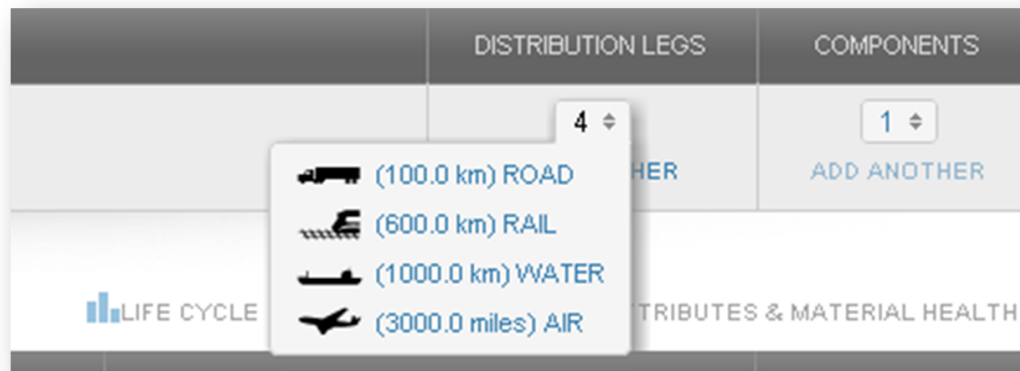 DISTRIBUTION LEGS COMPONENTS
4 1
HER ADD ANOTHER
(100.0 km) ROAD
(600.0 km) RAIL
(1000.0 km) WATER
(3000.0 miles) AIR
LIFE CYCLE TRIBUTES & MATERIAL HEALTH